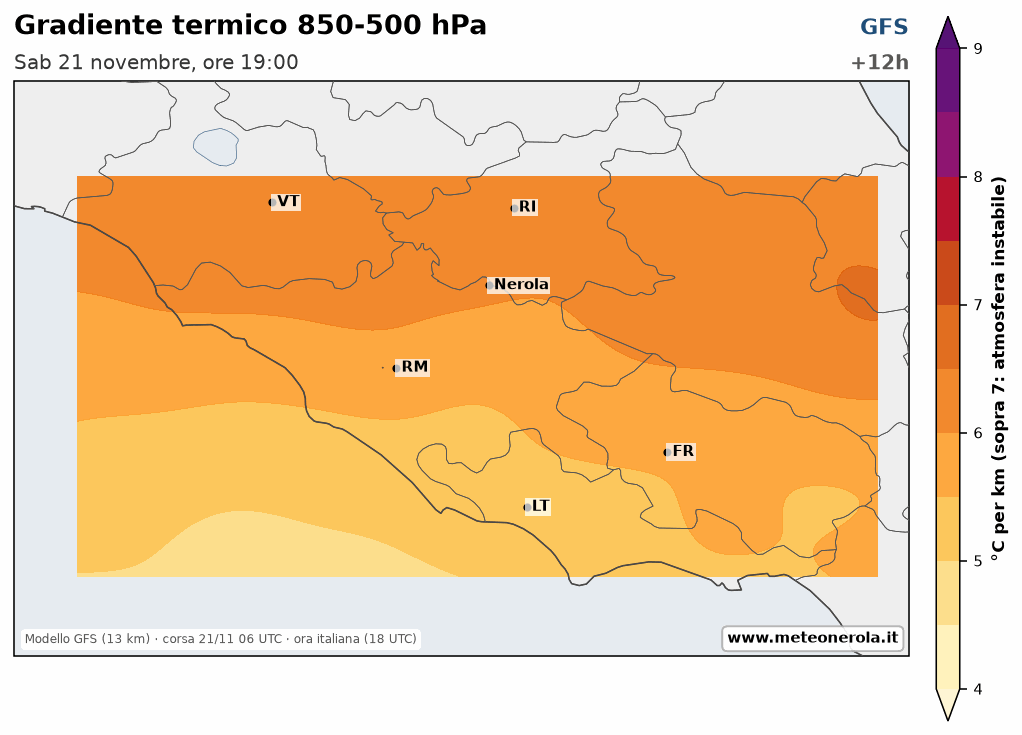 Gradiente termico 850-500 hPa
GFS
Sab 21 novembre, ore 19:00
+12h
VT
RI
Nerola
RM
FR
LT
Modello GFS (13 km) · corsa 21/11 06 UTC · ora italiana (18 UTC)
www.meteonerola.it
9
8
7
6
5
4
°C per km (sopra 7: atmosfera instabile)